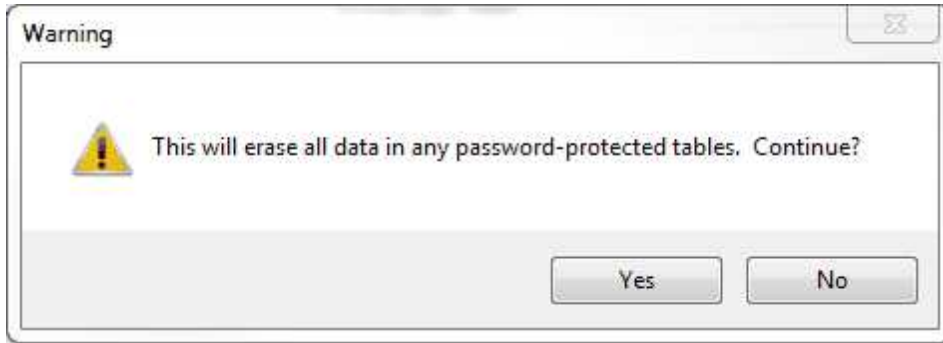 Warning
This will erase all data in any password-protected tables.  Continue?
Yes
No